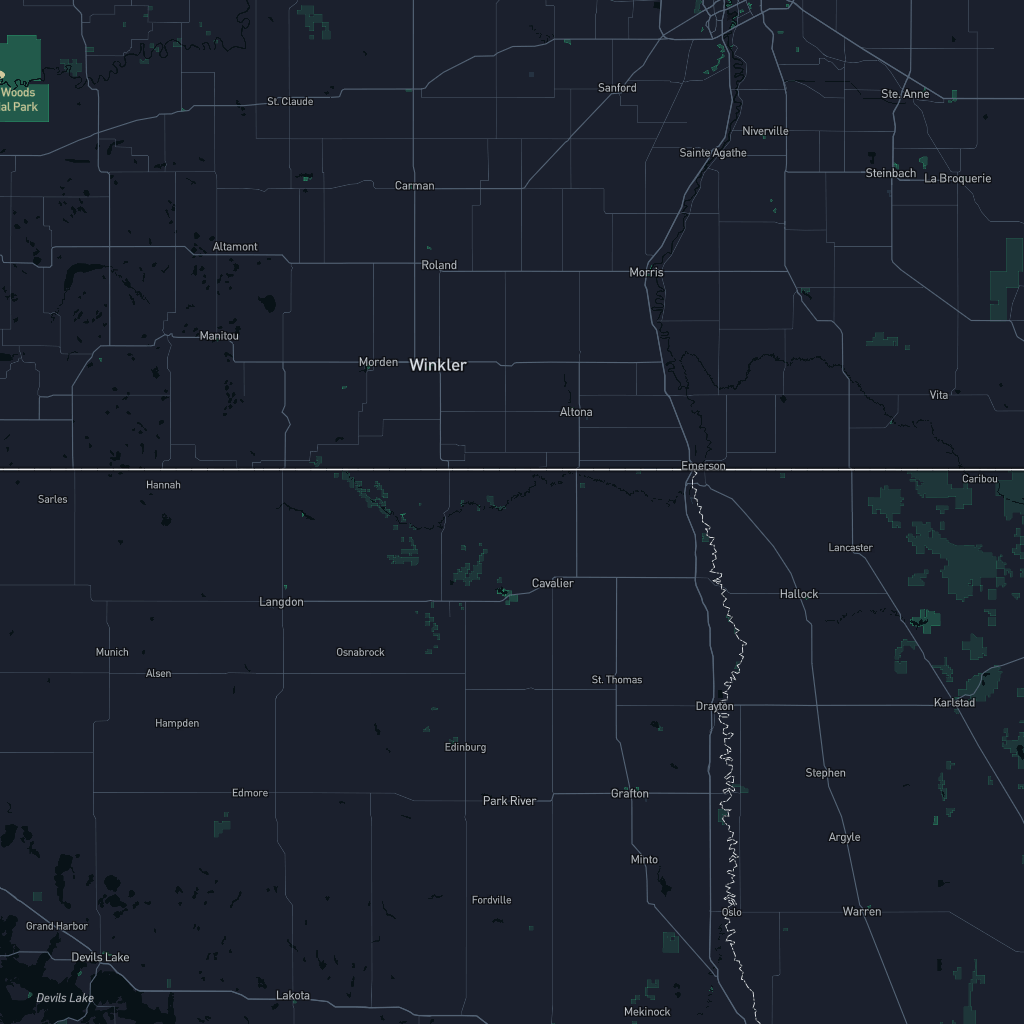 Woods
al Park
St. Claude
Sanford
Ste. Anne
Niverville
Sainte Agathe
Steinbach
La Broquerie
Carman
Altamont
Roland
Morris
Manitou
Morden
Winkler
Vita
Altona
Emerson
Caribou
Hannah
Sarles
Lancaster
Cavalier
Hallock
Langdon
Munich
Osnabrock
Alsen
St. Thomas
Karlstad
Drayton
Hampden
Edinburg
Stephen
Edmore
Park River
Grafton
Argyle
Minto
Fordville
Oslo
Warren
Grand Harbor
Devils Lake
Devils Lake
Lakota
Mekinock